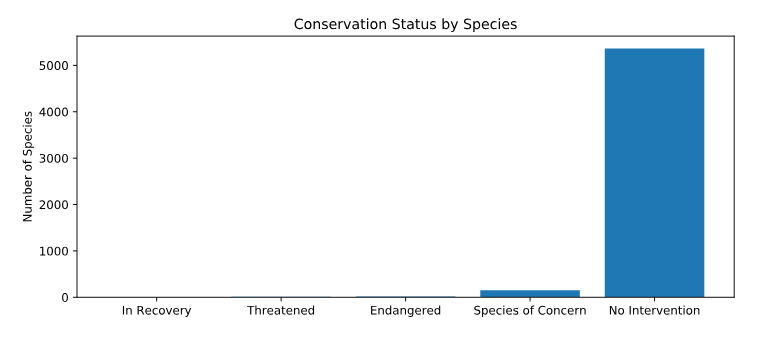 Conservation Status by Species
Number of Species
5000
4000
3000
2000
1000
0
In Recovery
Threatened
Endangered
Species of Concern
No Intervention